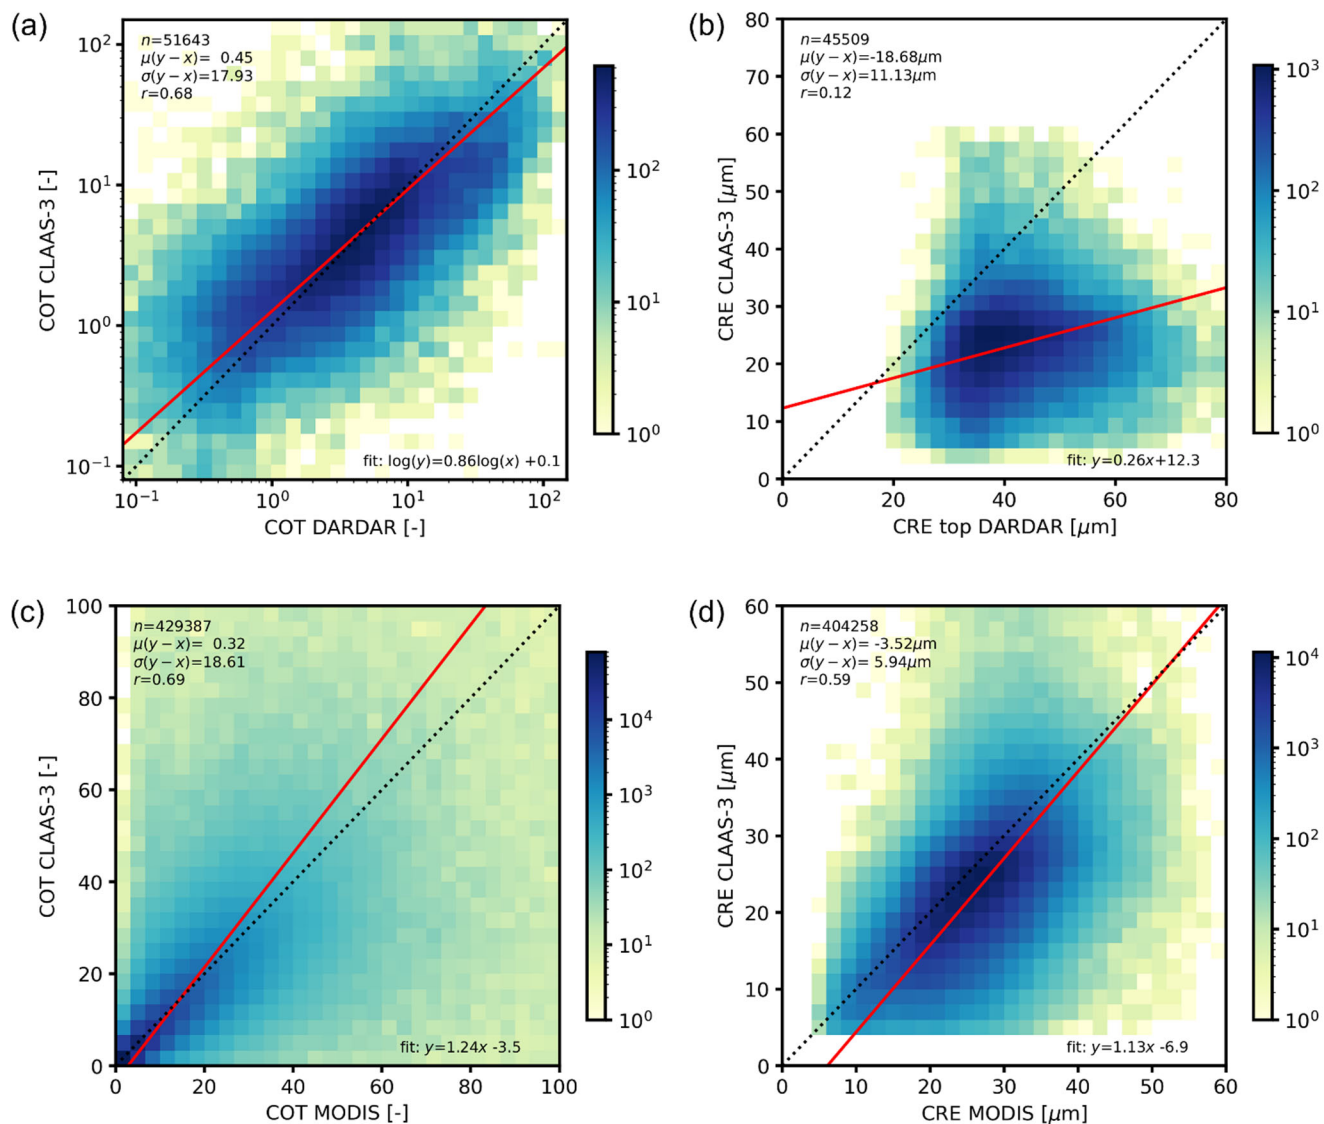 (a)
n=51643
μ(y − x)= 0.45
σ(y − x)=17.93
r=0.68
10²
10¹
10⁰
10⁻¹
COT CLAAS-3 [-]
fit: log(y)=0.86log(x) +0.1
10⁻¹ 10⁰ 10¹ 10²
COT DARDAR [-]
10²
10¹
10⁰
(b)
n=45509
μ(y − x)=-18.68μm
σ(y − x)=11.13μm
r=0.12
80
70
60
50
40
30
20
10
0
CRE CLAAS-3 [μm]
fit: y=0.26x+12.3
0 20 40 60 80
CRE top DARDAR [μm]
10³
10²
10¹
10⁰
(c)
n=429387
μ(y − x)= 0.32
σ(y − x)=18.61
r=0.69
100
80
60
40
20
0
COT CLAAS-3 [-]
fit: y=1.24x -3.5
0 20 40 60 80 100
COT MODIS [-]
10⁴
10³
10²
10¹
10⁰
(d)
n=404258
μ(y − x)= -3.52μm
σ(y − x)= 5.94μm
r=0.59
60
50
40
30
20
10
0
CRE CLAAS-3 [μm]
fit: y=1.13x -6.9
0 10 20 30 40 50 60
CRE MODIS [μm]
10⁴
10³
10²
10¹
10⁰